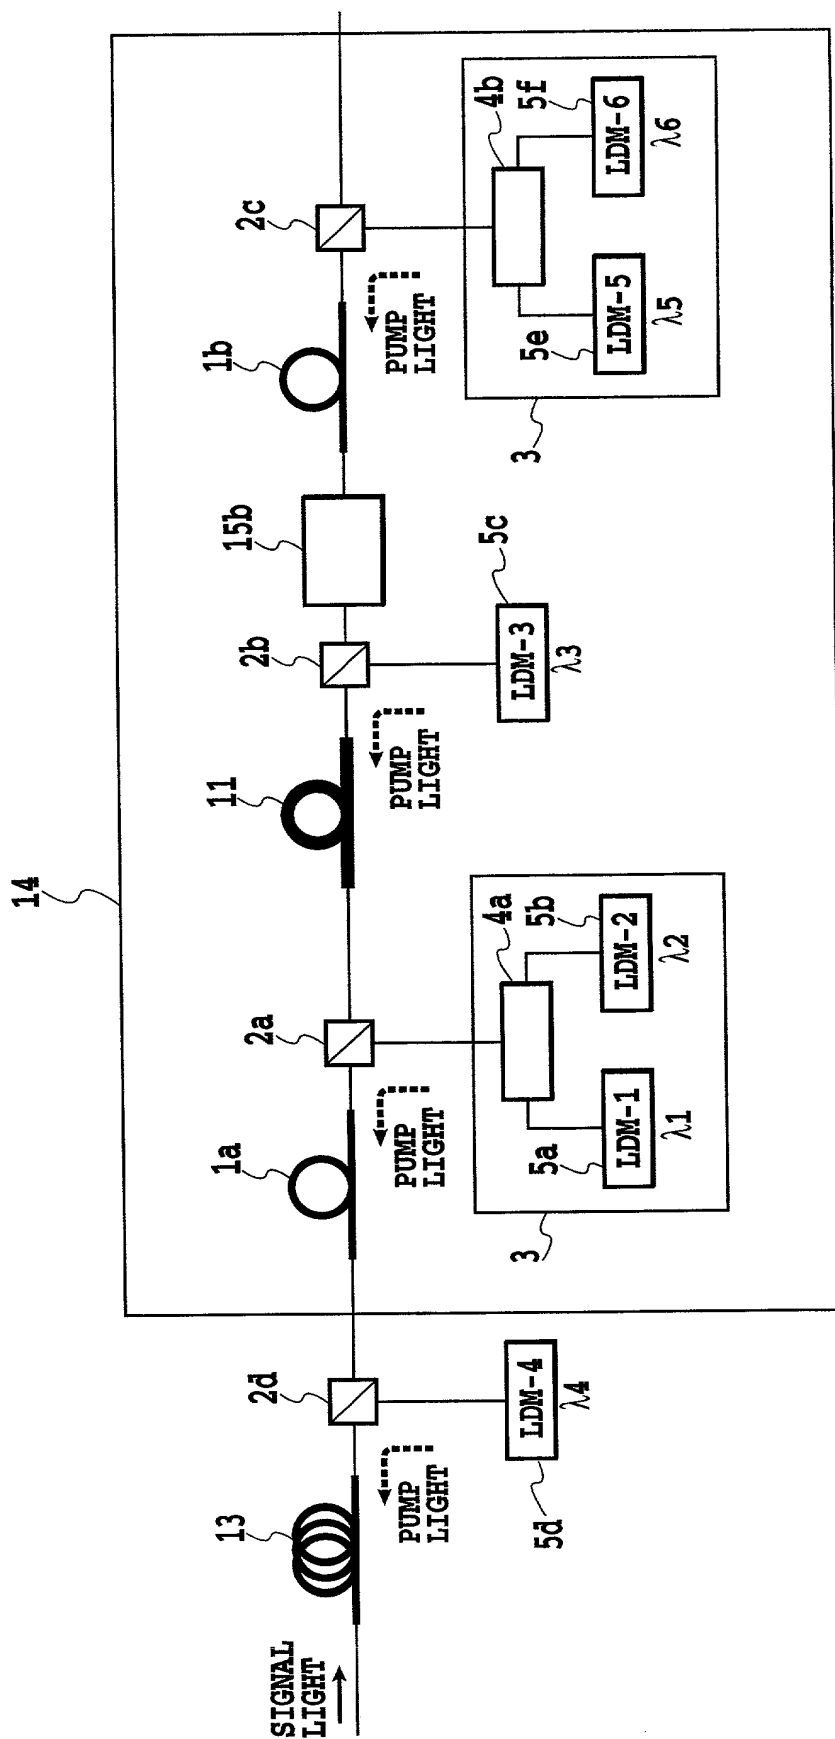 14
SIGNAL
LIGHT
13
2d
1a
2a
11
2b
15b
1b
2c
PUMP
LIGHT
PUMP
LIGHT
PUMP
LIGHT
PUMP
LIGHT
5d
LDM-4
λ4
3
5a
LDM-1
λ1
4a
5b
LDM-2
λ2
5c
LDM-3
λ3
3
5e
LDM-5
λ5
4b
5f
LDM-6
λ6